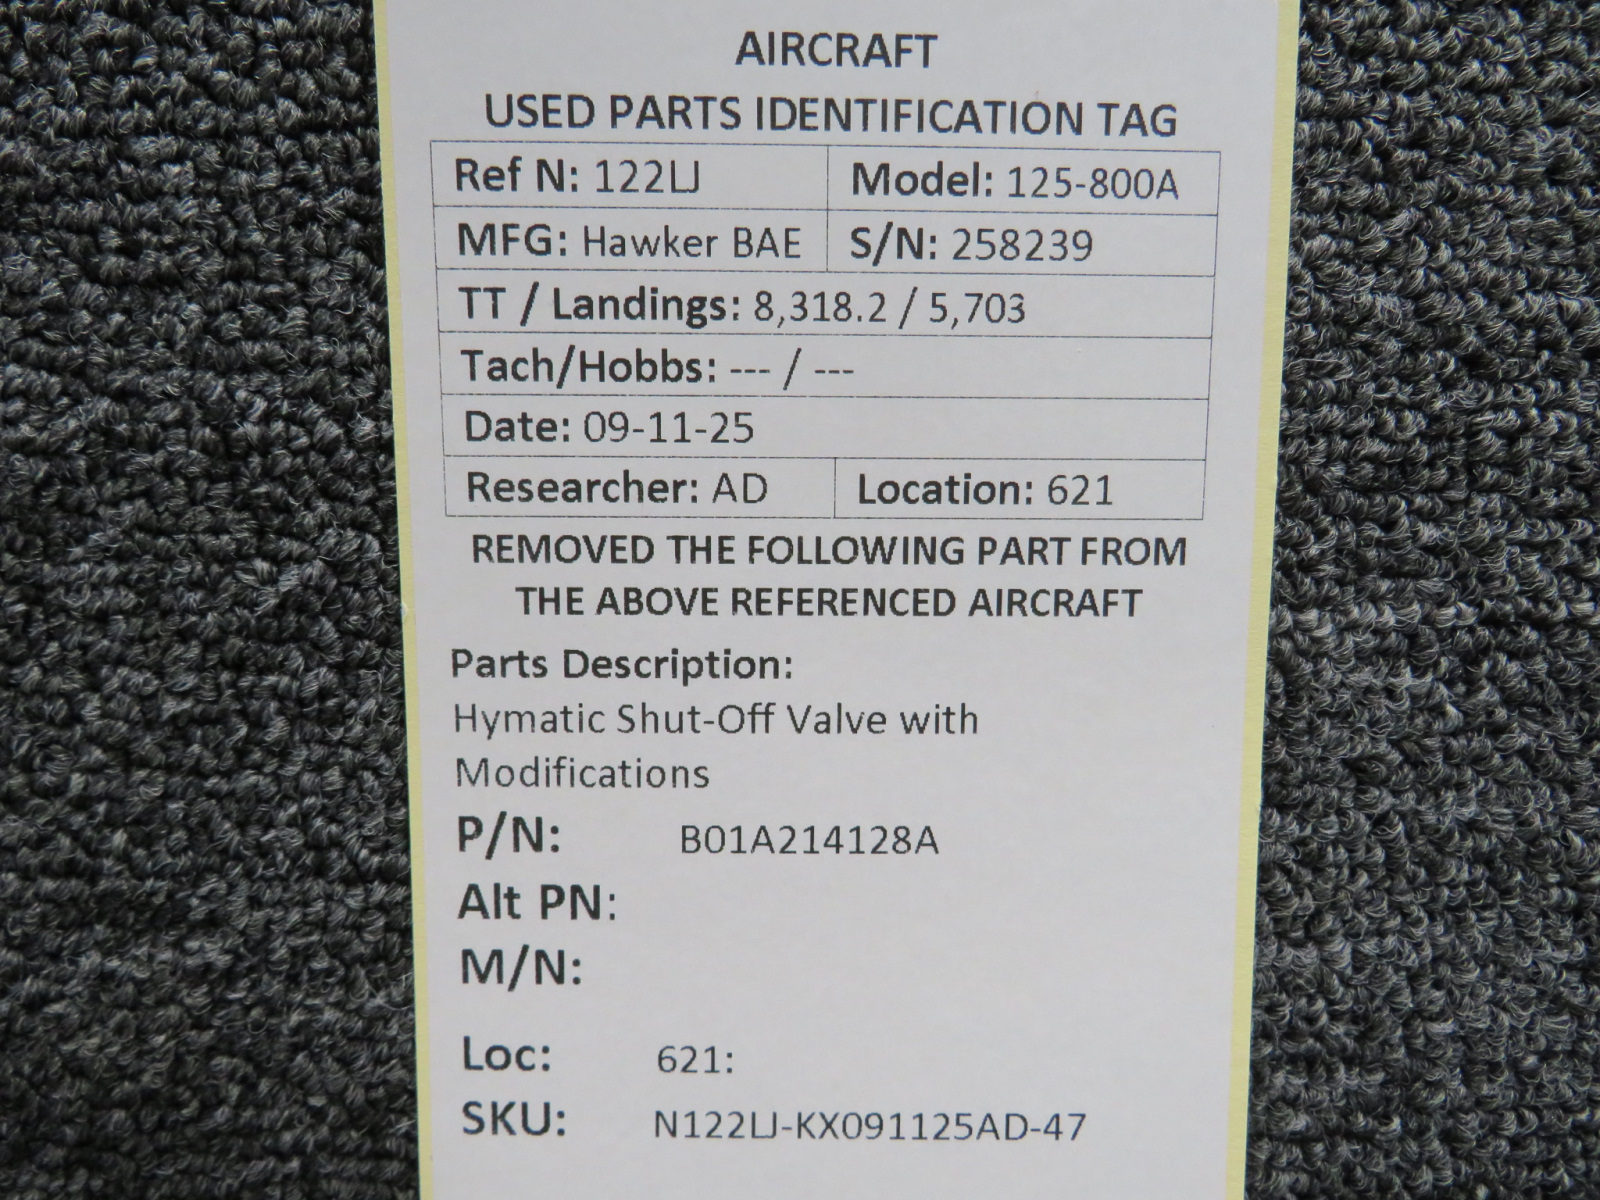 AIRCRAFT
USED PARTS IDENTIFICATION TAG
Ref N: 122LJ Model: 125-800A
MFG: Hawker BAE S/N: 258239
TT / Landings: 8,318.2 / 5,703
Tach/Hobbs: --- / ---
Date: 09-11-25
Researcher: AD Location: 621
REMOVED THE FOLLOWING PART FROM
THE ABOVE REFERENCED AIRCRAFT
Parts Description:
Hymatic Shut-Off Valve with
Modifications
P/N: B01A214128A
Alt PN:
M/N:
Loc: 621:
SKU: N122LJ-KX091125AD-47